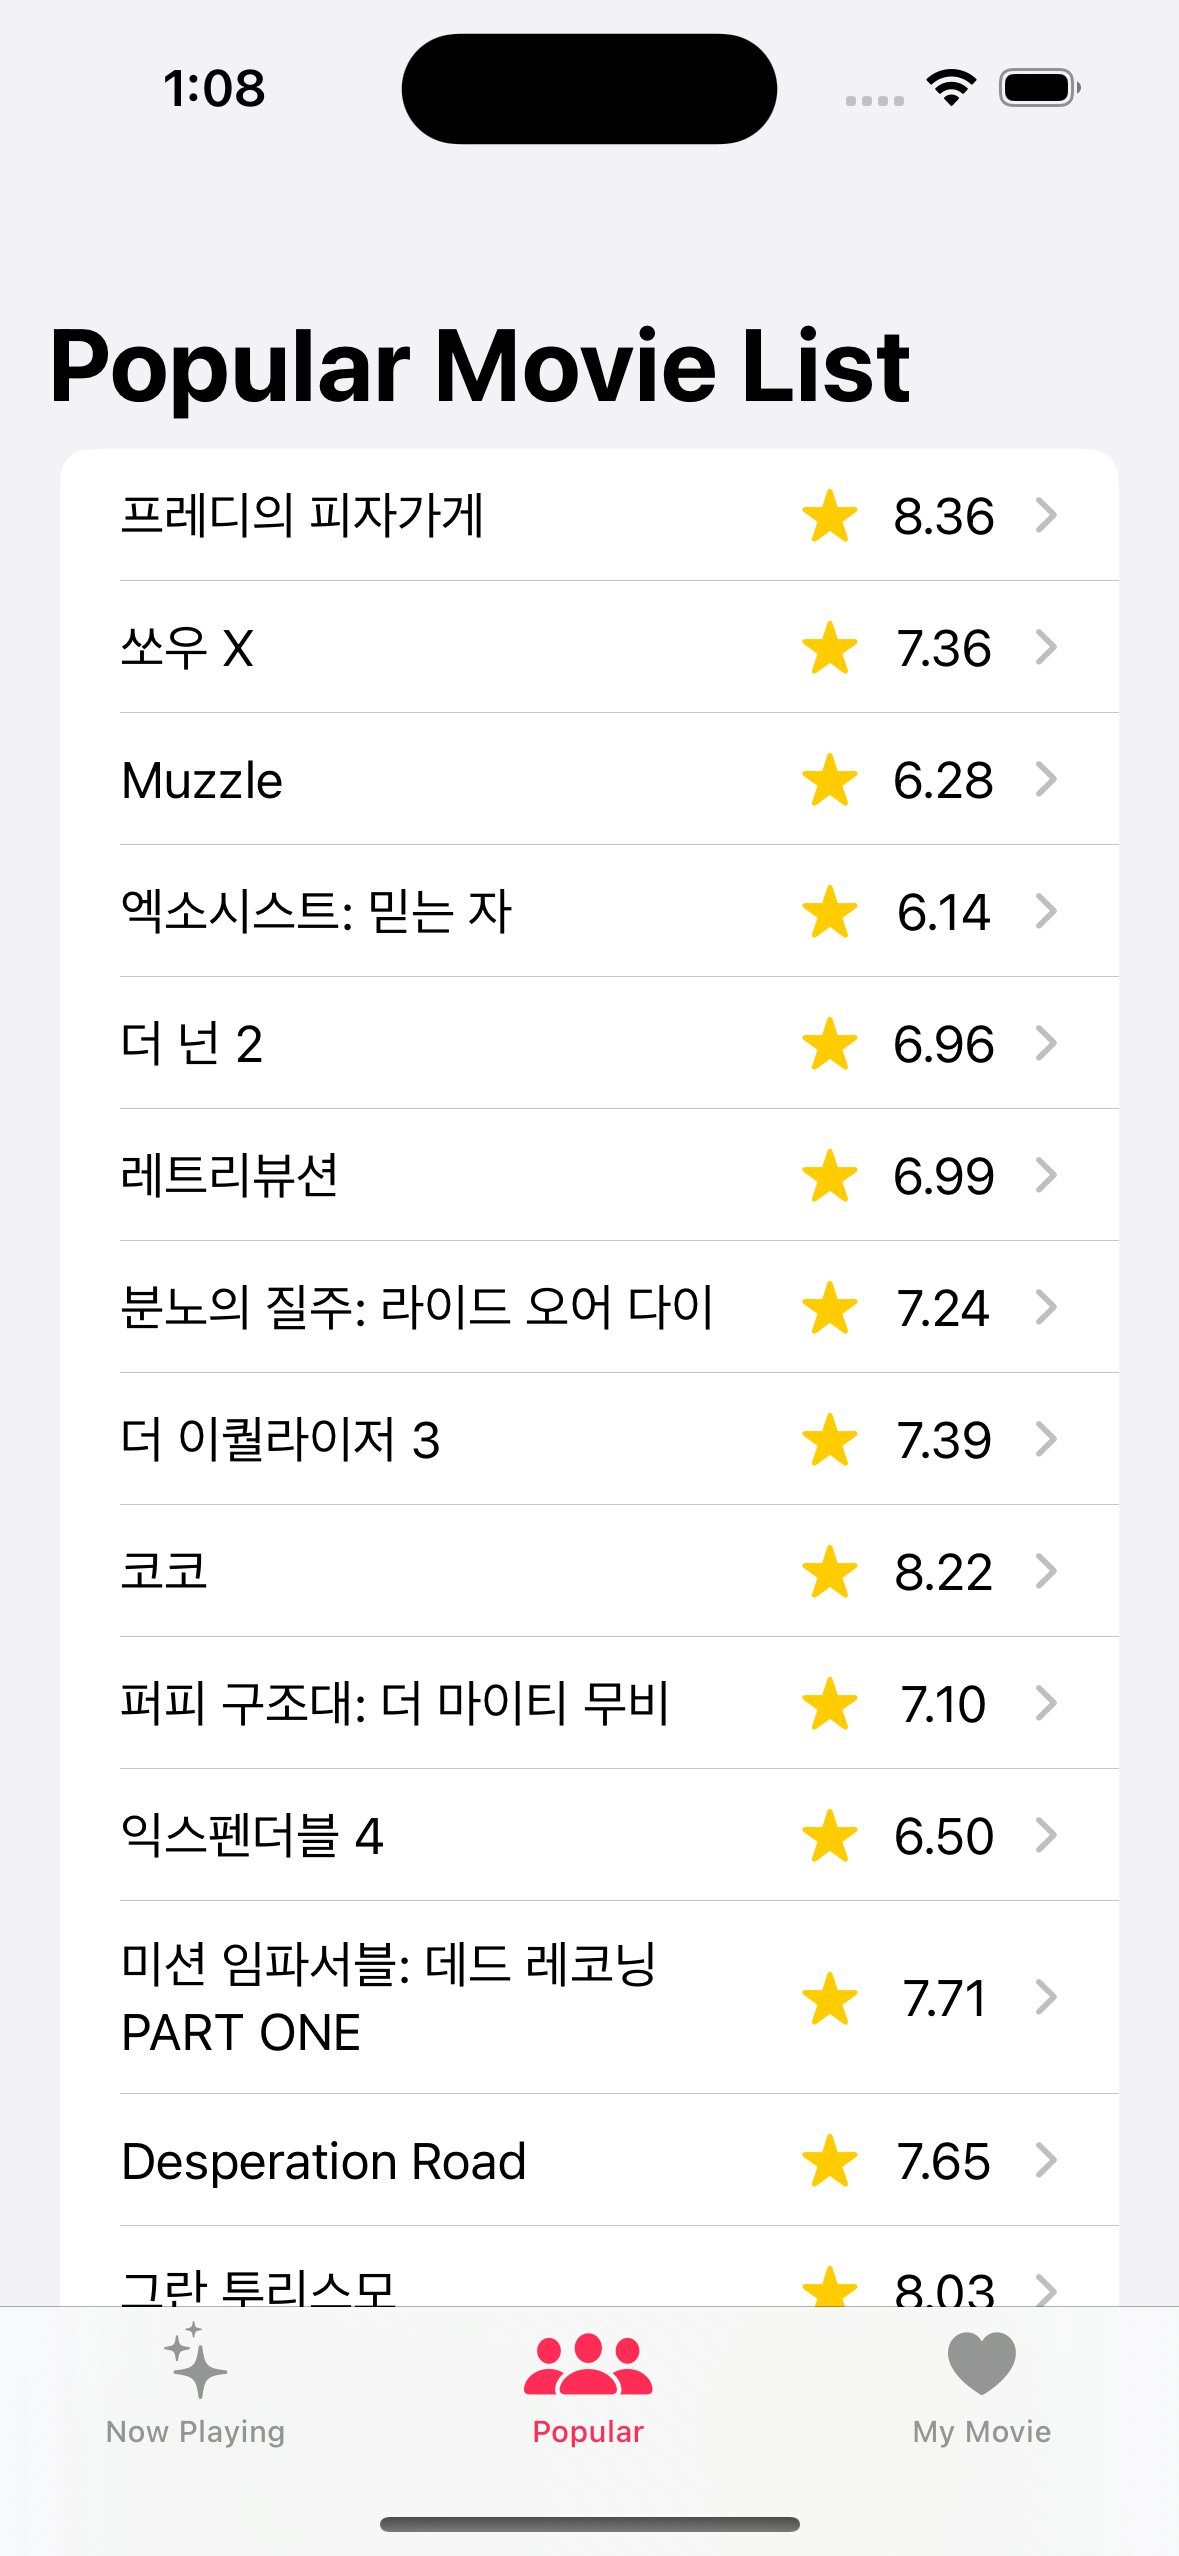 1:08
Popular Movie List
프레디의 피자가게 8.36
쏘우 X 7.36
Muzzle 6.28
엑소시스트: 믿는 자 6.14
더 넌 2 6.96
레트리뷰션 6.99
분노의 질주: 라이드 오어 다이 7.24
더 이퀄라이저 3 7.39
코코 8.22
퍼피 구조대: 더 마이티 무비 7.10
익스펜더블 4 6.50
미션 임파서블: 데드 레코닝
PART ONE 7.71
Desperation Road 7.65
그란 투리스모 8.03
Now Playing Popular My Movie